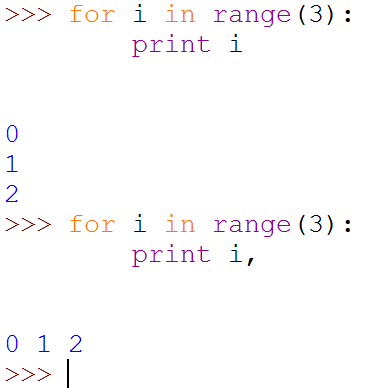 >>> for i in range(3):
        print i
0
1
2
>>> for i in range(3):
        print i,
0 1 2
>>>